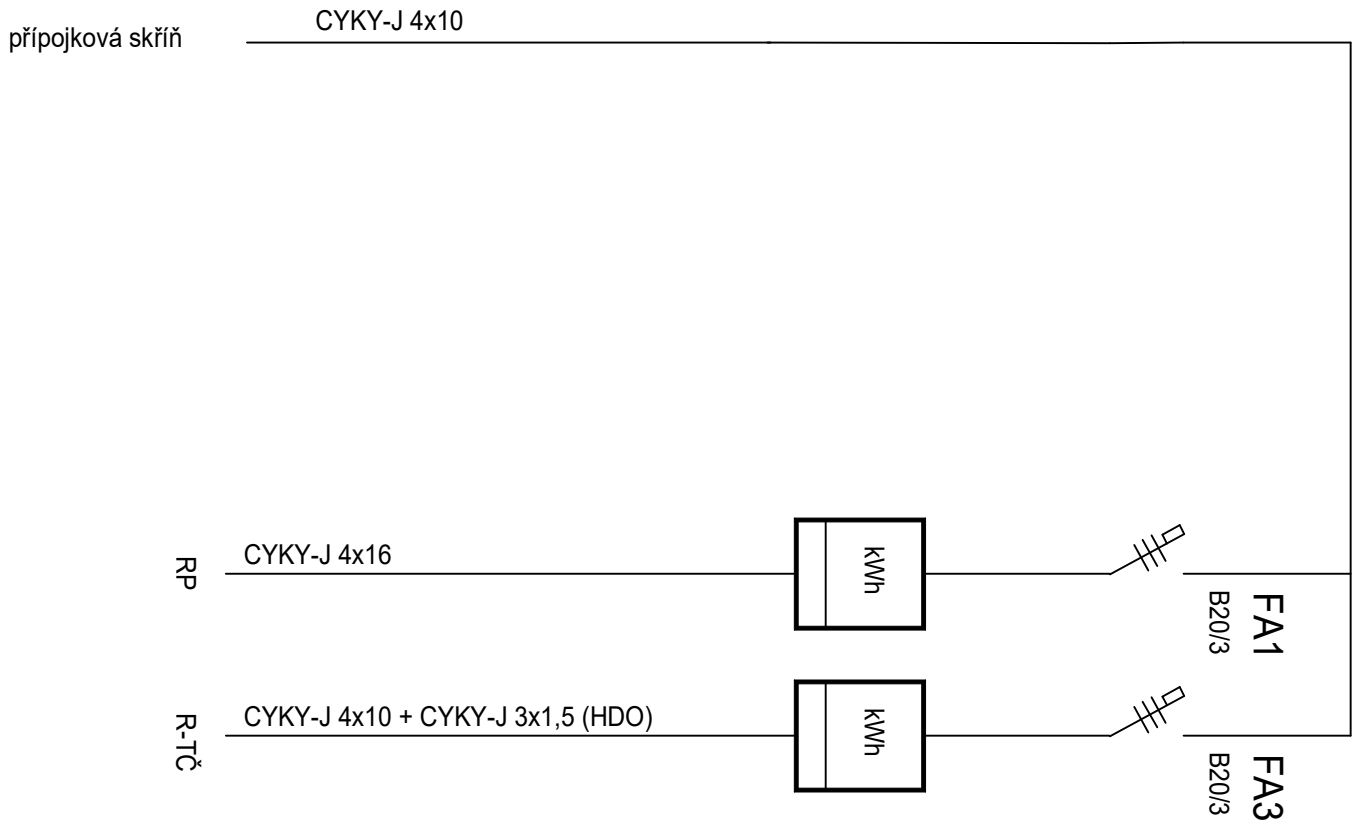 přípojková skříň
CYKY-J 4x10
RP
CYKY-J 4x16
kWh
B20/3
FA1
R-TČ
CYKY-J 4x10 + CYKY-J 3x1,5 (HDO)
kWh
B20/3
FA3